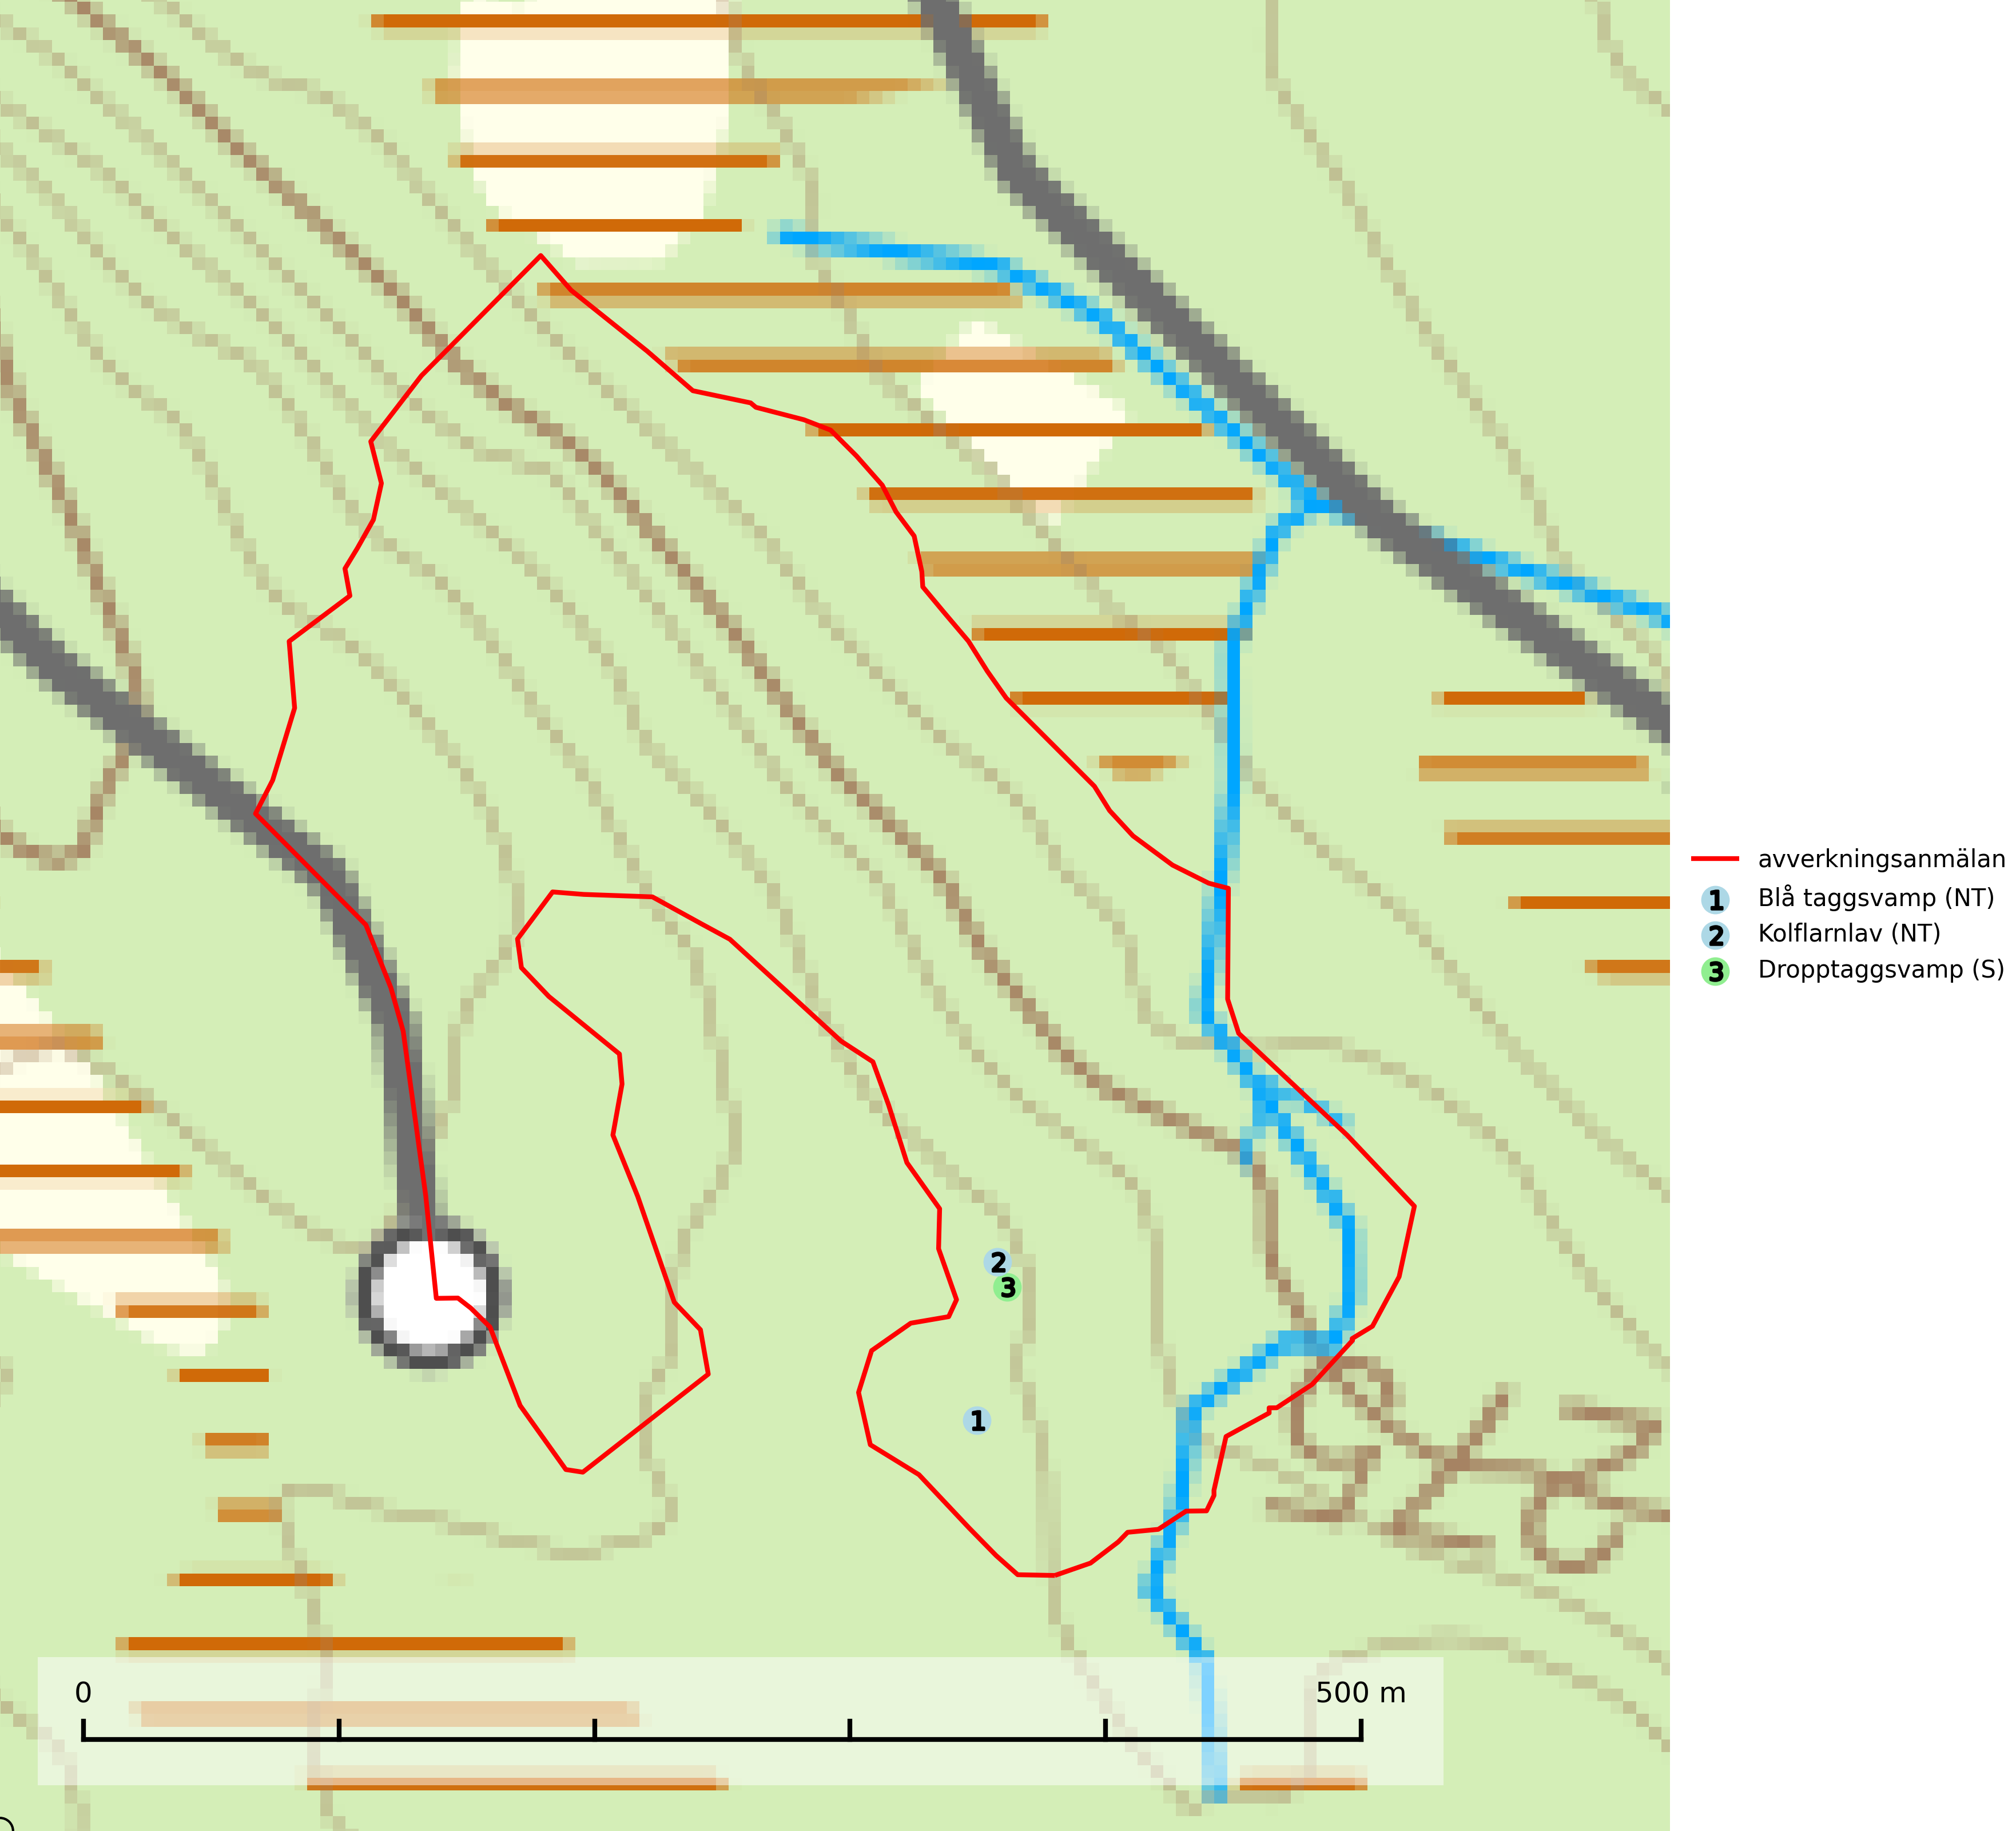 2
3
1
0 500 m
avverkningsanmälan
1 Blå taggsvamp (NT)
2 Kolflarnlav (NT)
3 Dropptaggsvamp (S)